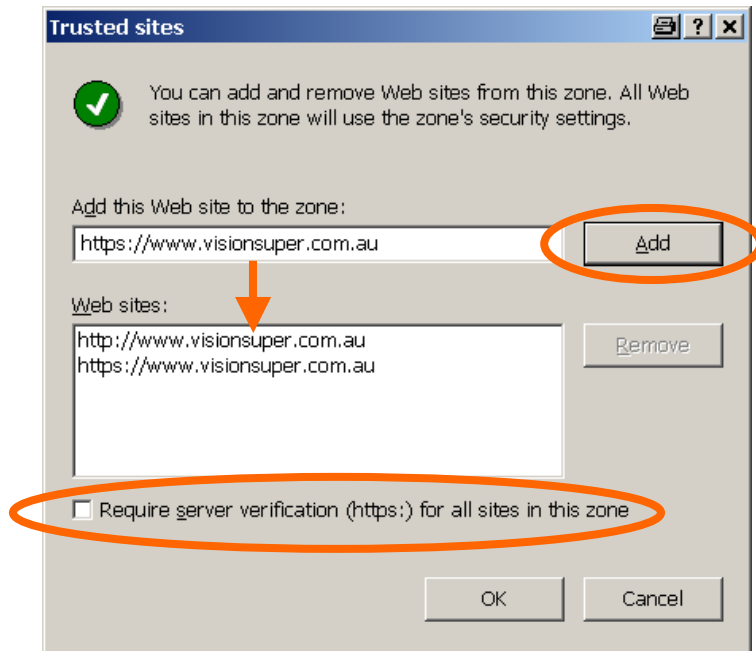 Trusted sites
You can add and remove Web sites from this zone. All Web
sites in this zone will use the zone's security settings.
Add this Web site to the zone:
https://www.visionsuper.com.au
Add
Web sites:
http://www.visionsuper.com.au
https://www.visionsuper.com.au
Remove
Require server verification (https:) for all sites in this zone
OK
Cancel